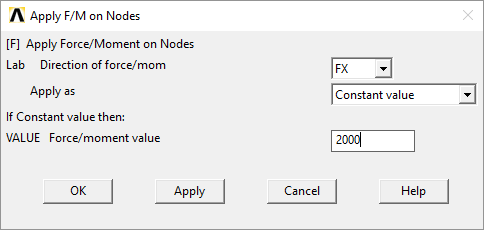 Apply F/M on Nodes
[F] Apply Force/Moment on Nodes
Lab Direction of force/mom FX
Apply as Constant value
If Constant value then:
VALUE Force/moment value 2000
OK Apply Cancel Help